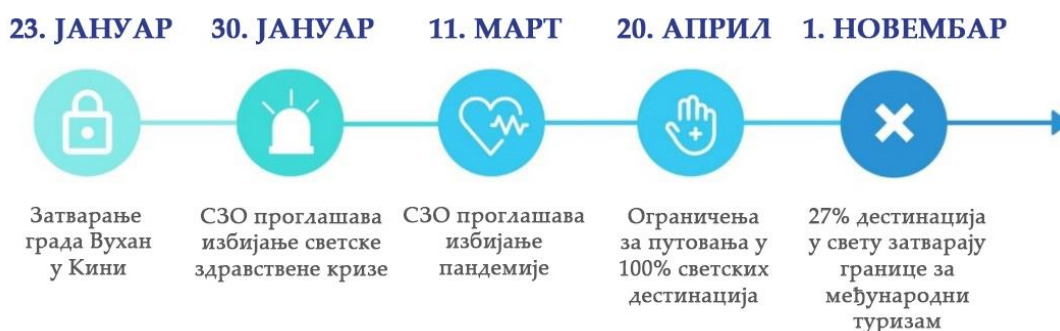 23. ЈАНУАР
30. ЈАНУАР
11. МАРТ
20. АПРИЛ
1. НОВЕМБАР
Затварање
града Вухан
у Кини
СЗО проглашава
избијање светске
здравствене кризе
СЗО проглашава
избијање
пандемије
Ограничења
за путовања у
100% светских
дестинација
27% дестинација
у свету затварају
границе за
међународни
туризам